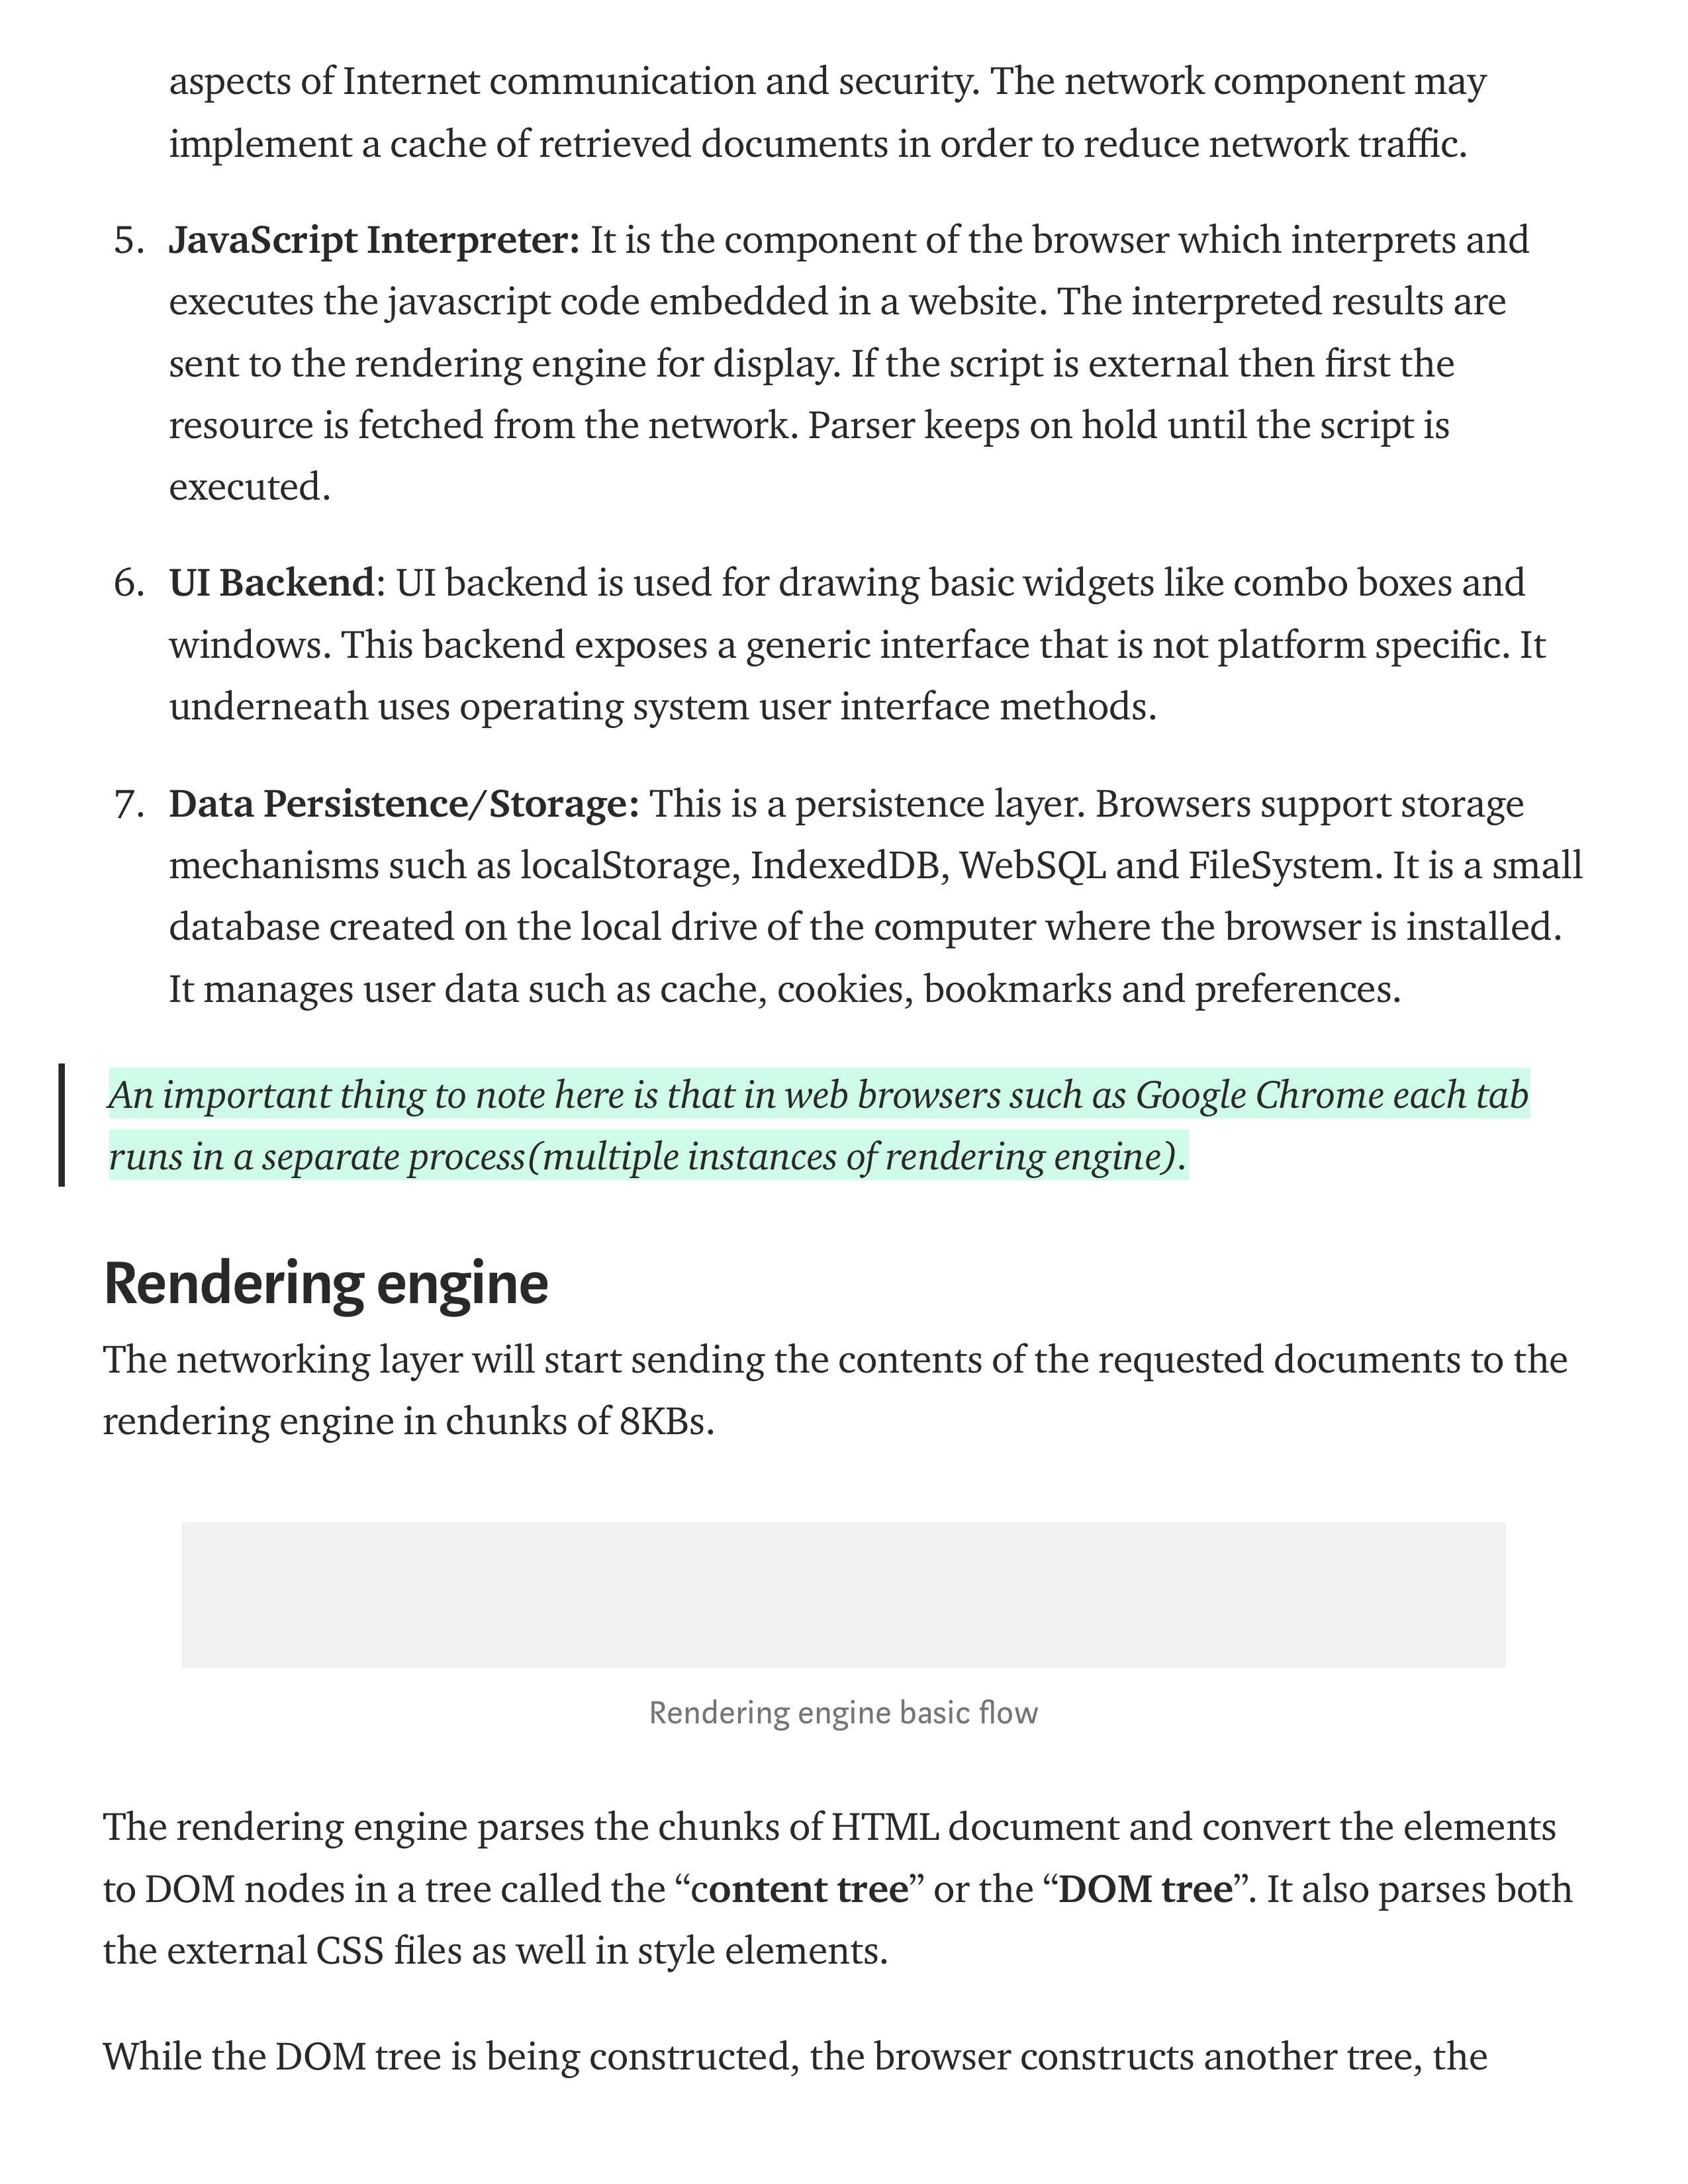 aspects of Internet communication and security. The network component may
implement a cache of retrieved documents in order to reduce network traffic.
5. JavaScript Interpreter: It is the component of the browser which interprets and
executes the javascript code embedded in a website. The interpreted results are
sent to the rendering engine for display. If the script is external then first the
resource is fetched from the network. Parser keeps on hold until the script is
executed.
6. UI Backend: UI backend is used for drawing basic widgets like combo boxes and
windows. This backend exposes a generic interface that is not platform specific. It
underneath uses operating system user interface methods.
7. Data Persistence/Storage: This is a persistence layer. Browsers support storage
mechanisms such as localStorage, IndexedDB, WebSQL and FileSystem. It is a small
database created on the local drive of the computer where the browser is installed.
It manages user data such as cache, cookies, bookmarks and preferences.
An important thing to note here is that in web browsers such as Google Chrome each tab
runs in a separate process(multiple instances of rendering engine).
Rendering engine
The networking layer will start sending the contents of the requested documents to the
rendering engine in chunks of 8KBs.
Rendering engine basic flow
The rendering engine parses the chunks of HTML document and convert the elements
to DOM nodes in a tree called the “content tree” or the “DOM tree”. It also parses both
the external CSS files as well in style elements.
While the DOM tree is being constructed, the browser constructs another tree, the